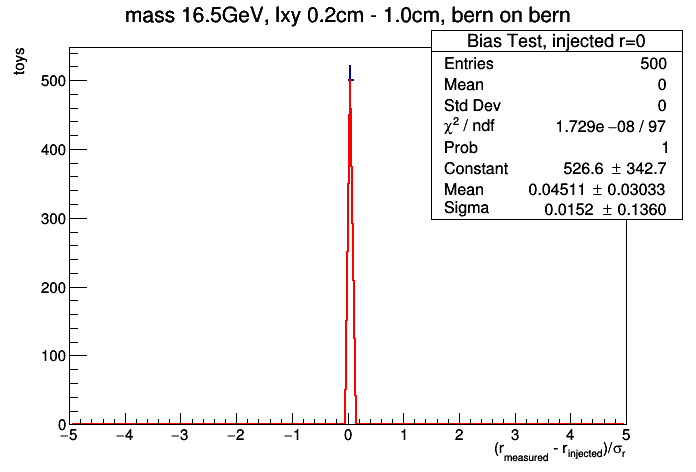 mass 16.5GeV, lxy 0.2cm - 1.0cm, bern on bern
toys
Bias Test, injected r=0
Entries 500
Mean 0
Std Dev 0
χ² / ndf 1.729e −08 / 97
Prob 1
Constant 526.6 ± 342.7
Mean 0.04511 ± 0.03033
Sigma 0.0152 ± 0.1360
500
400
300
200
100
0
−5 −4 −3 −2 −1 0 1 2 3 4 5
(r_measured - r_injected)/σ_r